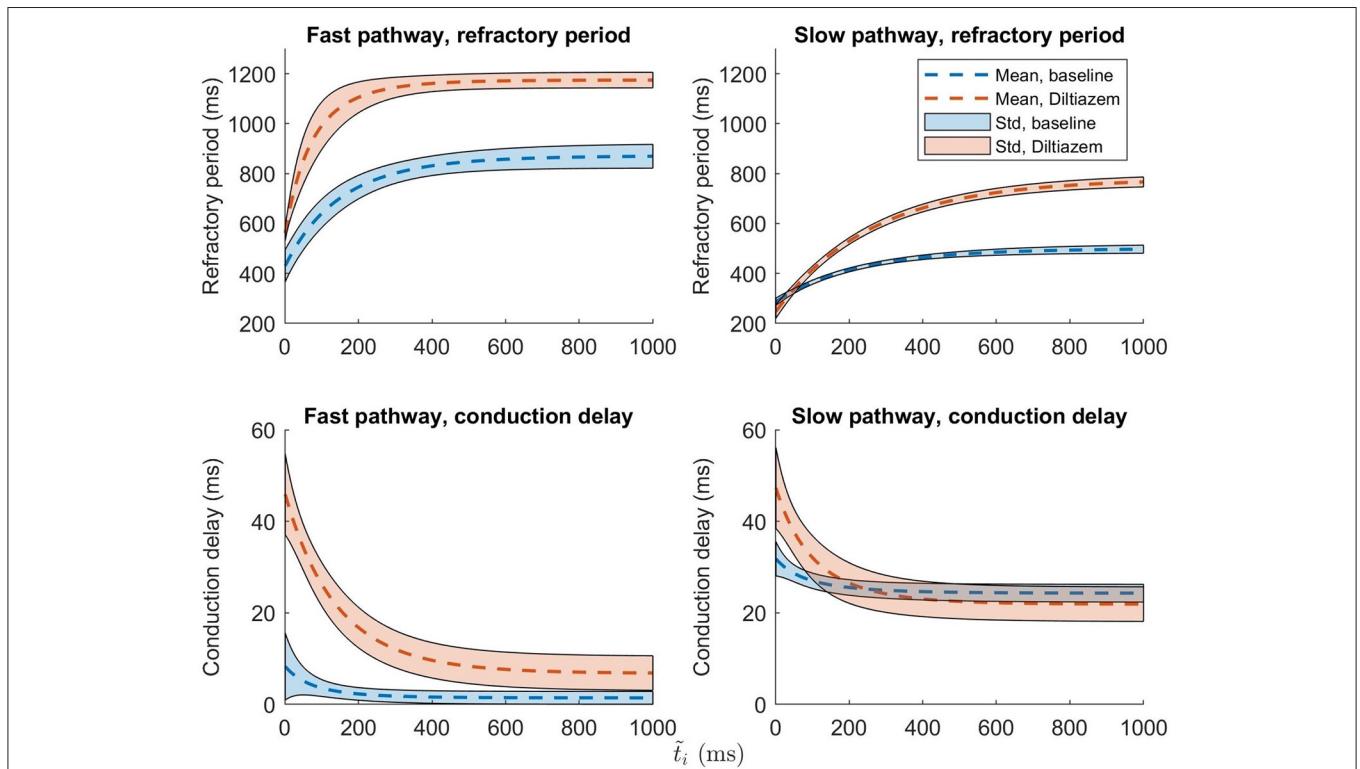 Fast pathway, refractory period
Refractory period (ms)
1200
1000
800
600
400
200
0 200 400 600 800 1000
Slow pathway, refractory period
Refractory period (ms)
1200
1000
800
600
400
200
0 200 400 600 800 1000
Mean, baseline
Mean, Diltiazem
Std, baseline
Std, Diltiazem
Fast pathway, conduction delay
Conduction delay (ms)
60
40
20
0
0 200 400 600 800 1000
Slow pathway, conduction delay
Conduction delay (ms)
60
40
20
0
0 200 400 600 800 1000
t̃ᵢ (ms)